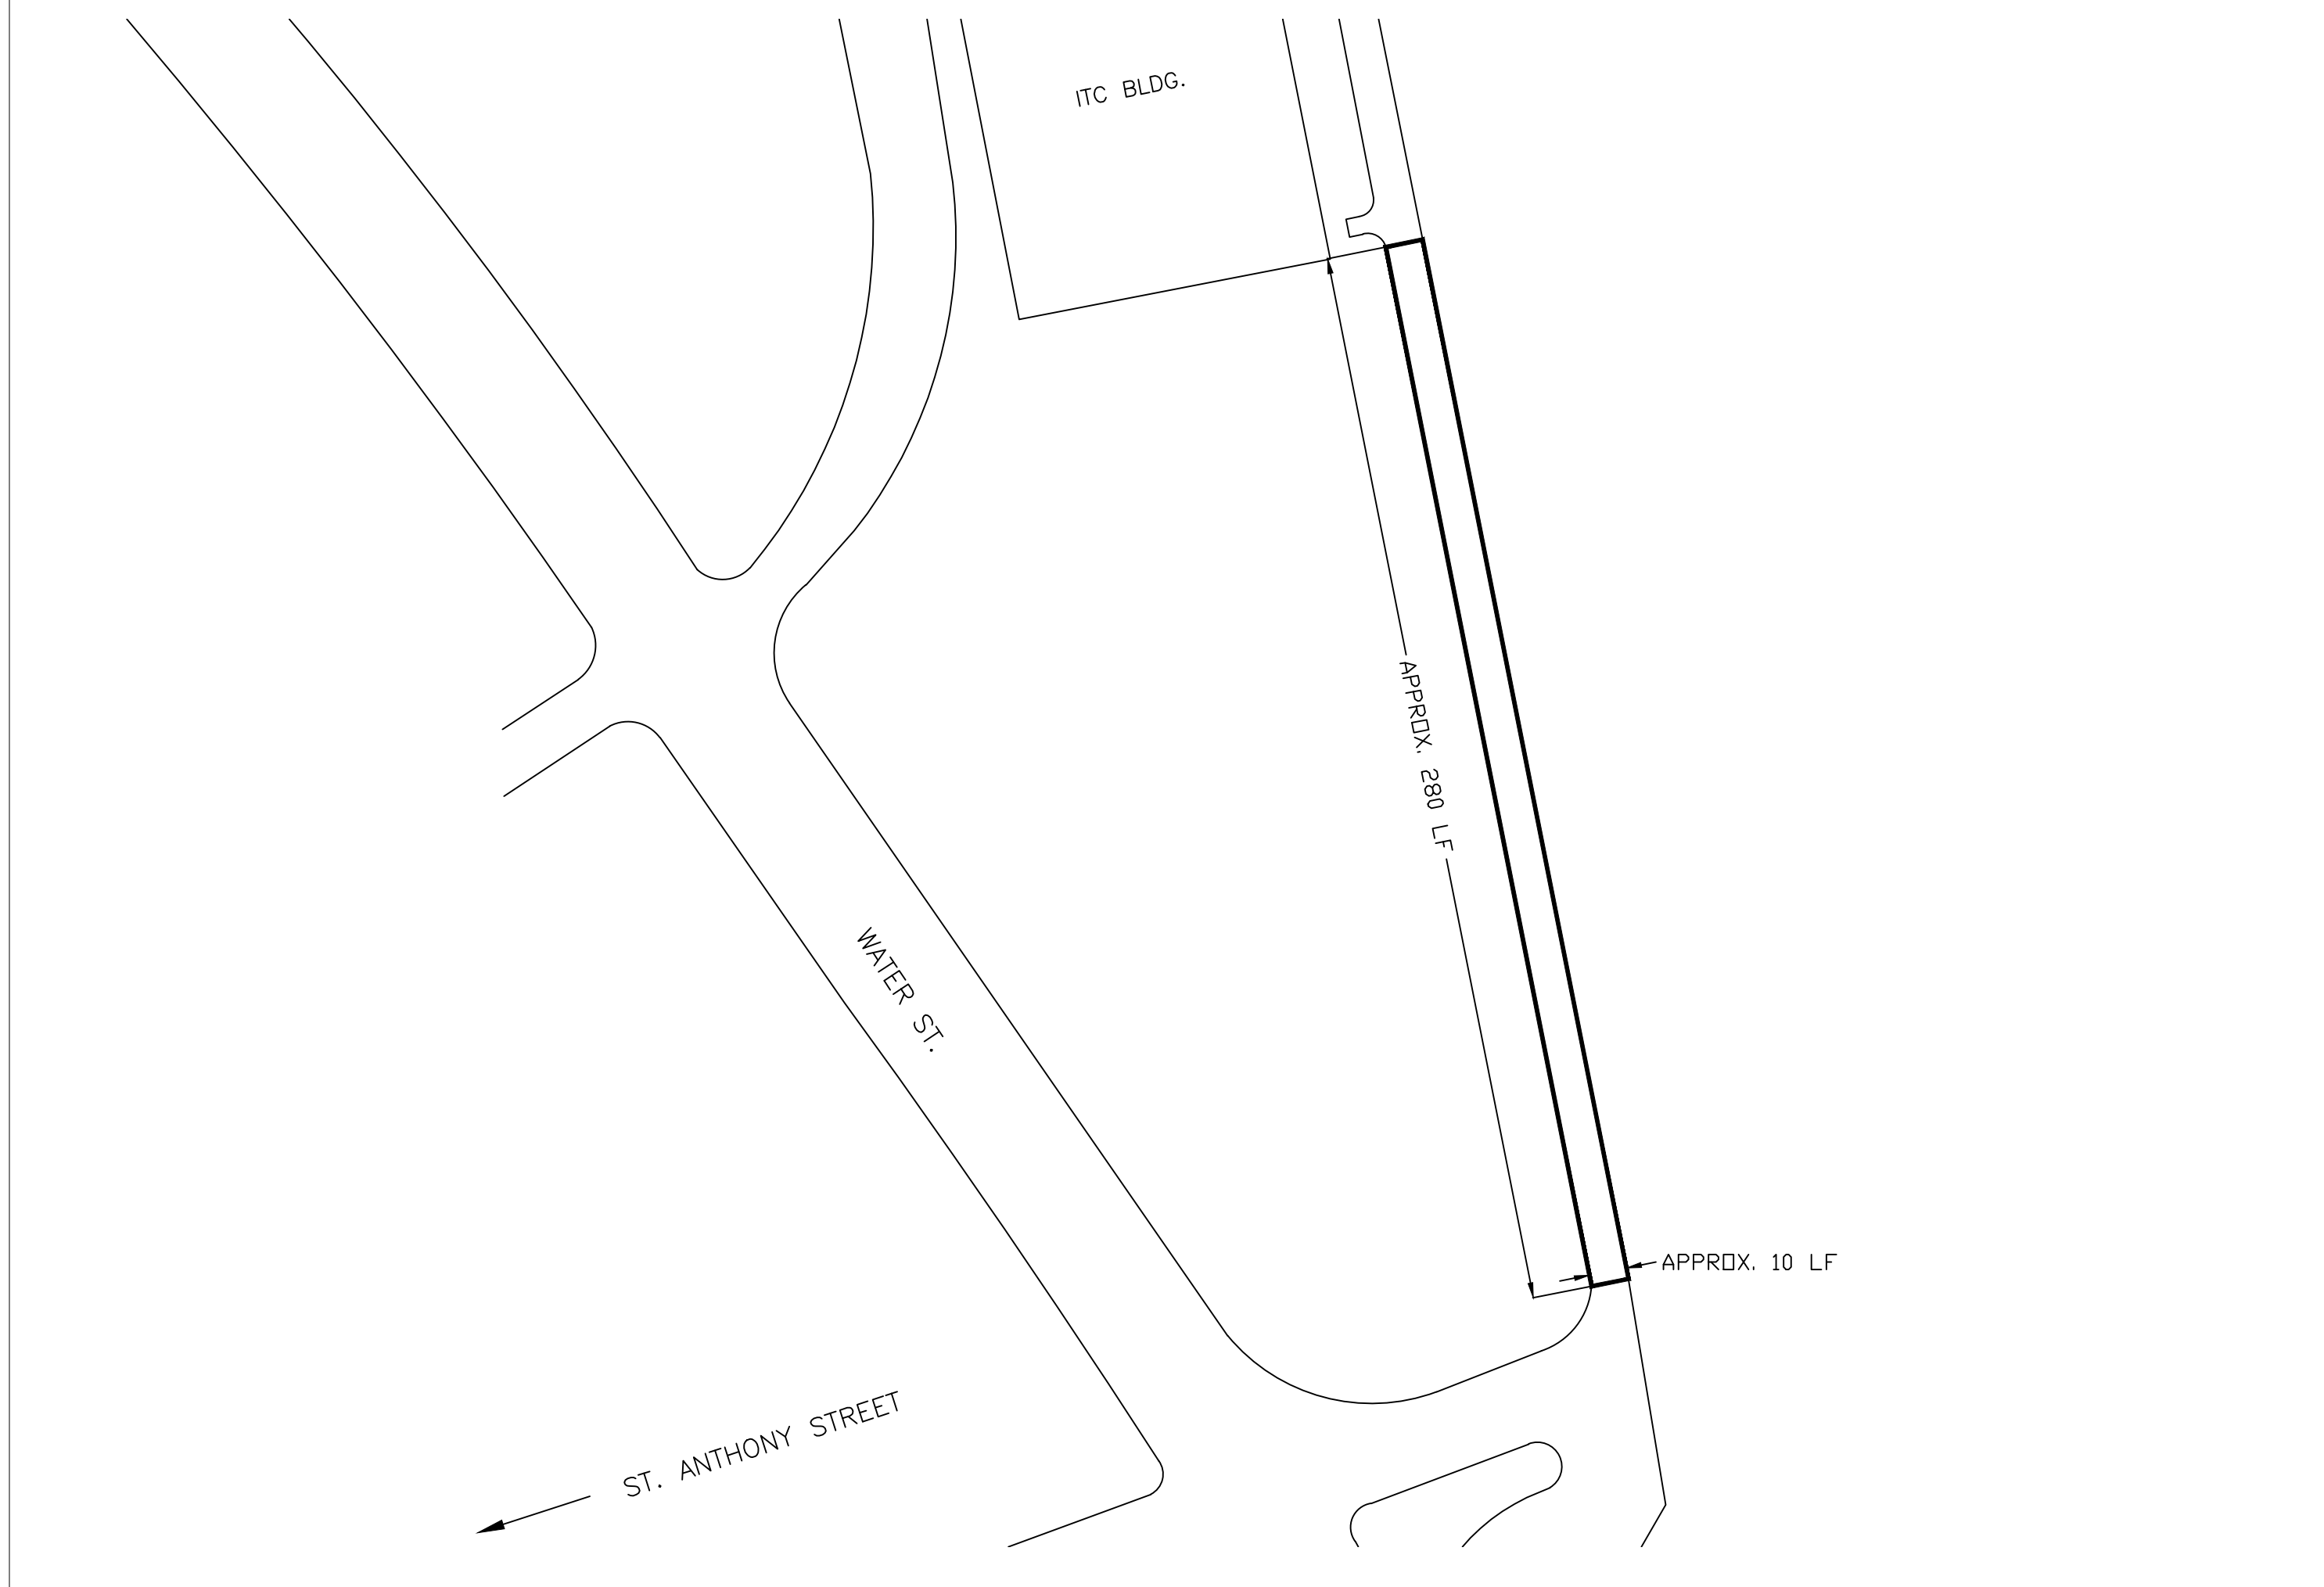 ITC BLDG.
APPROX. 280 LF
WATER ST.
APPROX. 10 LF
ST. ANTHONY STREET